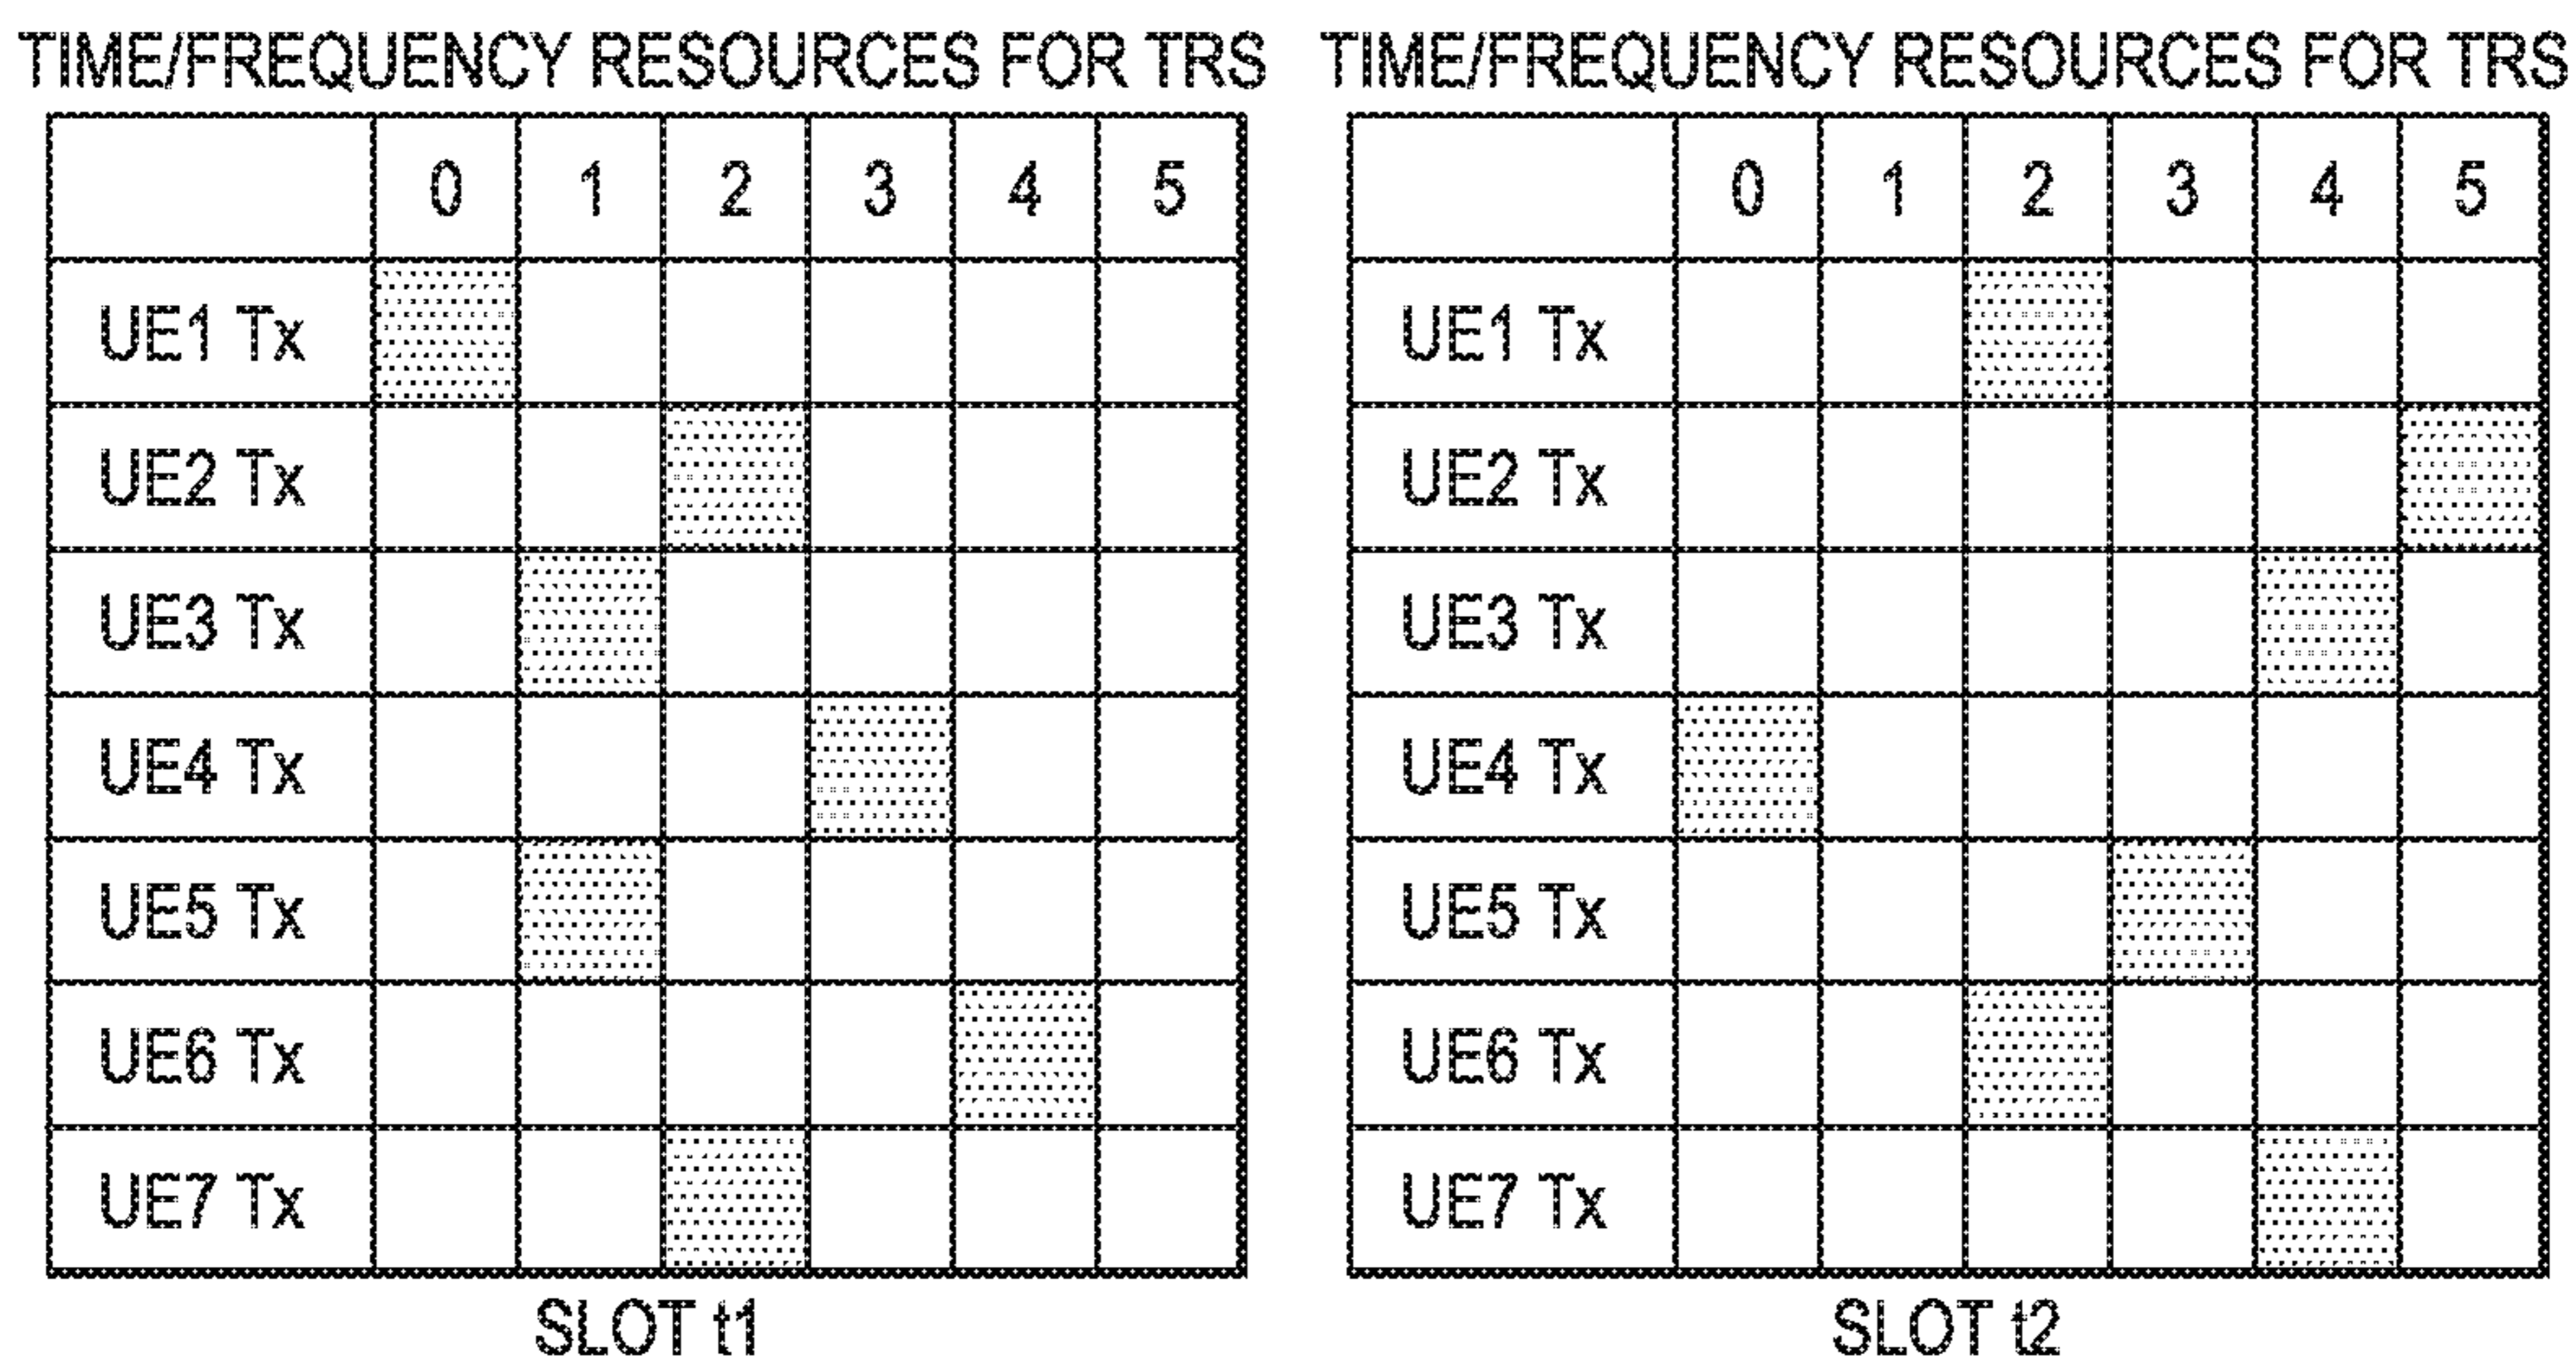 TIME/FREQUENCY RESOURCES FOR TRS
0 1 2 3 4 5
UE1 Tx
UE2 Tx
UE3 Tx
UE4 Tx
UE5 Tx
UE6 Tx
UE7 Tx
SLOT t1
TIME/FREQUENCY RESOURCES FOR TRS
0 1 2 3 4 5
UE1 Tx
UE2 Tx
UE3 Tx
UE4 Tx
UE5 Tx
UE6 Tx
UE7 Tx
SLOT t2